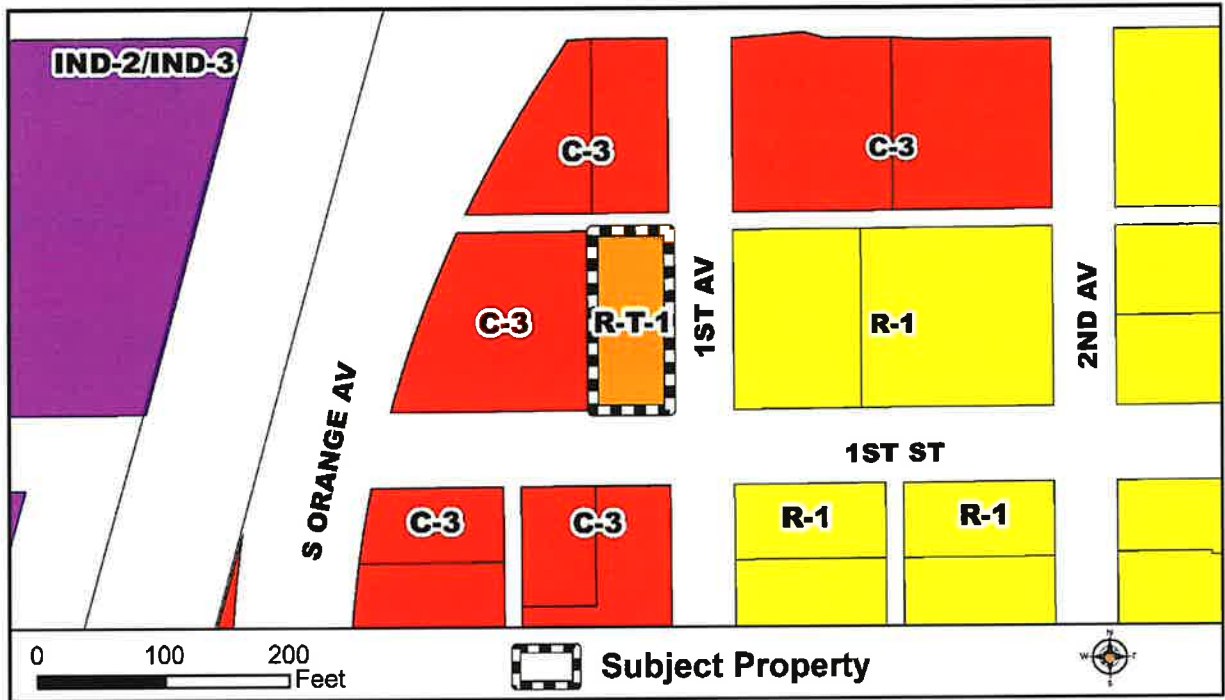 IND-2/IND-3
C-3
C-3
C-3
R-T-1
1ST AV
R-1
2ND AV
S ORANGE AV
1ST ST
C-3
C-3
R-1
R-1
0 100 200
Feet
Subject Property
N
W
S